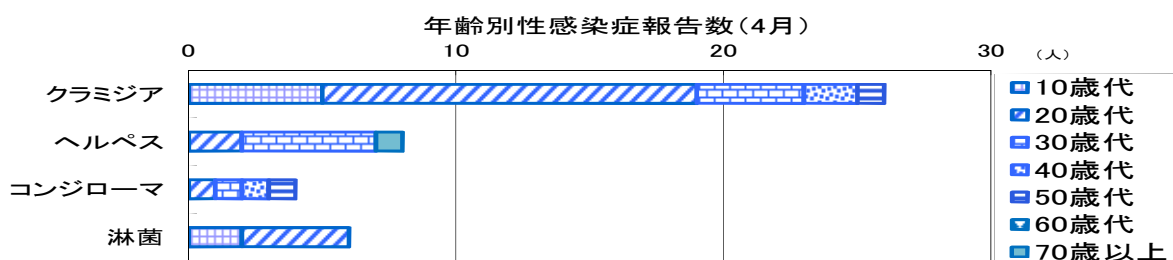 年齢別性感染症報告数(4月)
0 10 20 30 (人)
クラミジア
ヘルペス
コンジローマ
淋菌
10歳代
20歳代
30歳代
40歳代
50歳代
60歳代
70歳以上